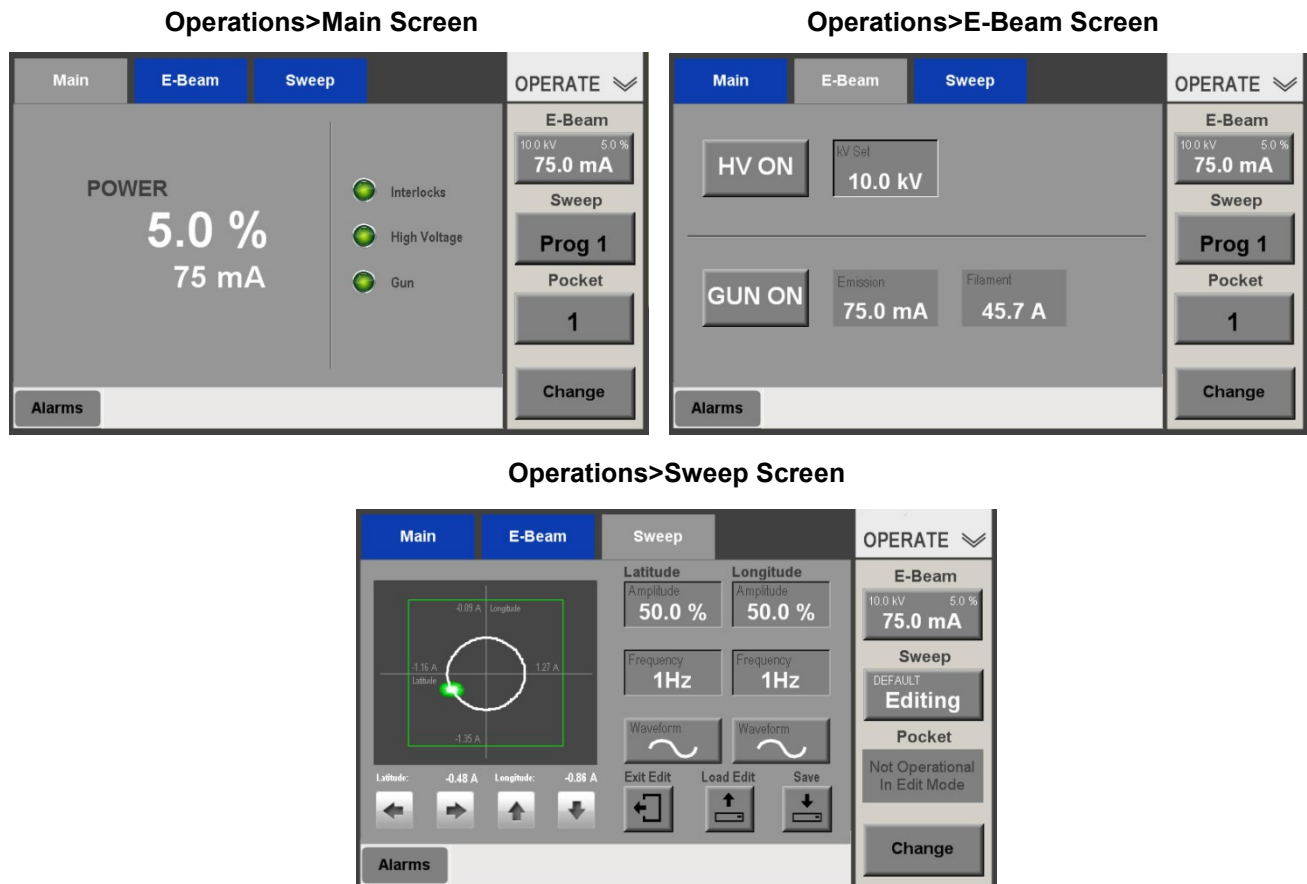 Operations>Main Screen
Operations>E-Beam Screen
Main
E-Beam
Sweep
OPERATE
POWER
5.0 %
75 mA
Interlocks
High Voltage
Gun
E-Beam
10.0 kV 5.0 %
75.0 mA
Sweep
Prog 1
Pocket
1
Change
Alarms
Main
E-Beam
Sweep
OPERATE
HV ON
kV Set
10.0 kV
GUN ON
Emission
75.0 mA
Filament
45.7 A
E-Beam
10.0 kV 5.0 %
75.0 mA
Sweep
Prog 1
Pocket
1
Change
Alarms
Operations>Sweep Screen
Main
E-Beam
Sweep
OPERATE
-0.09 A Longitude
-1.16 A
Latitude
1.27 A
-1.35 A
Latitude: -0.48 A Longitude: -0.86 A
Latitude Longitude
Amplitude Amplitude
50.0 % 50.0 %
Frequency Frequency
1Hz 1Hz
Waveform Waveform
Exit Edit Load Edit Save
E-Beam
10.0 kV 5.0 %
75.0 mA
Sweep
DEFAULT
Editing
Pocket
Not Operational
In Edit Mode
Change
Alarms